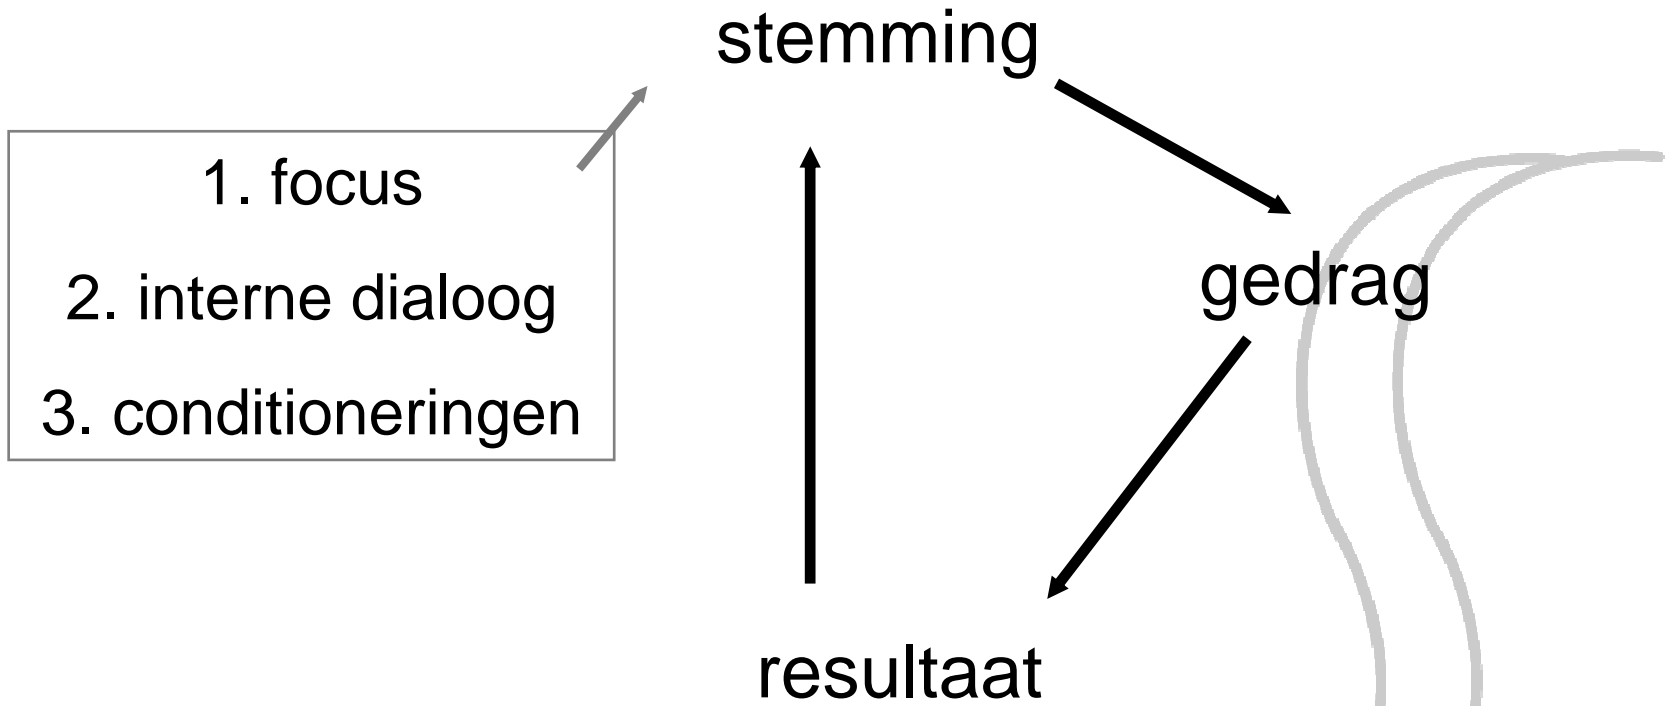 stemming
1. focus
2. interne dialoog
3. conditioneringen
gedrag
resultaat